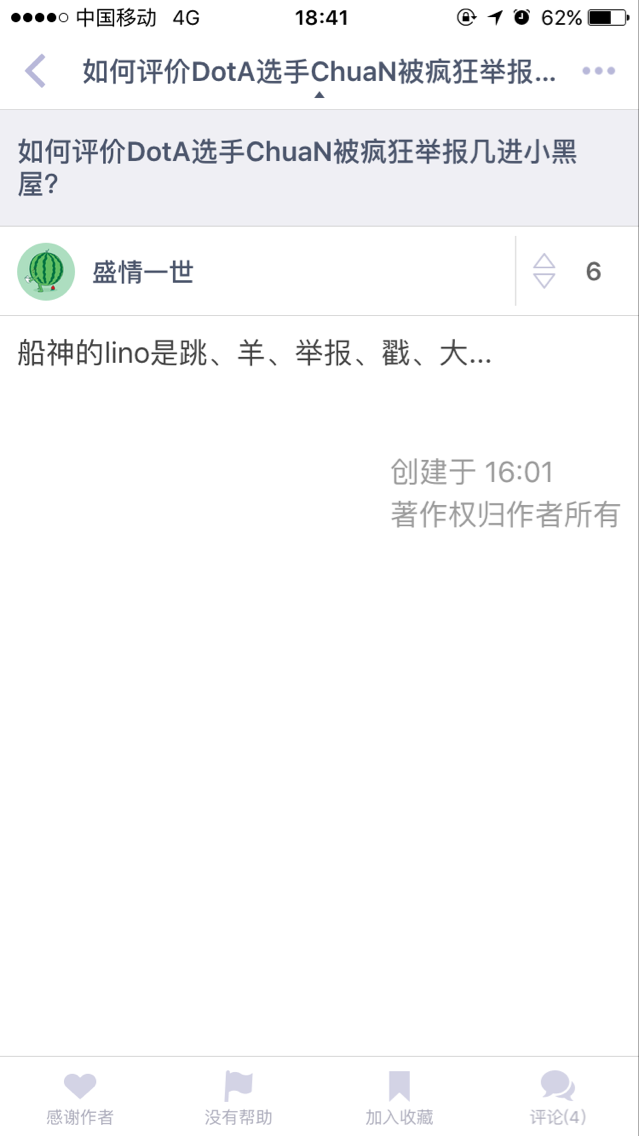 中国移动 4G 18:41 62%
如何评价DotA选手ChuaN被疯狂举报...
如何评价DotA选手ChuaN被疯狂举报几进小黑
屋?
盛情一世 6
船神的lino是跳、羊、举报、戳、大...
创建于 16:01
著作权归作者所有
感谢作者 没有帮助 加入收藏 评论(4)